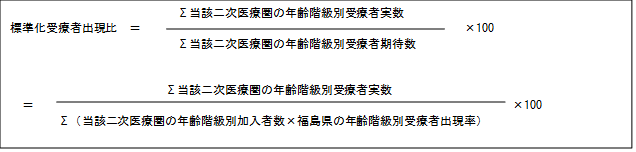 Σ当該二次医療圏の年齢階級別受療者実数
標準化受療者出現比 ＝ ×100
Σ当該二次医療圏の年齢階級別受療者期待数
Σ当該二次医療圏の年齢階級別受療者実数
＝ ×100
Σ（当該二次医療圏の年齢階級別加入者数×福島県の年齢階級別受療者出現率）